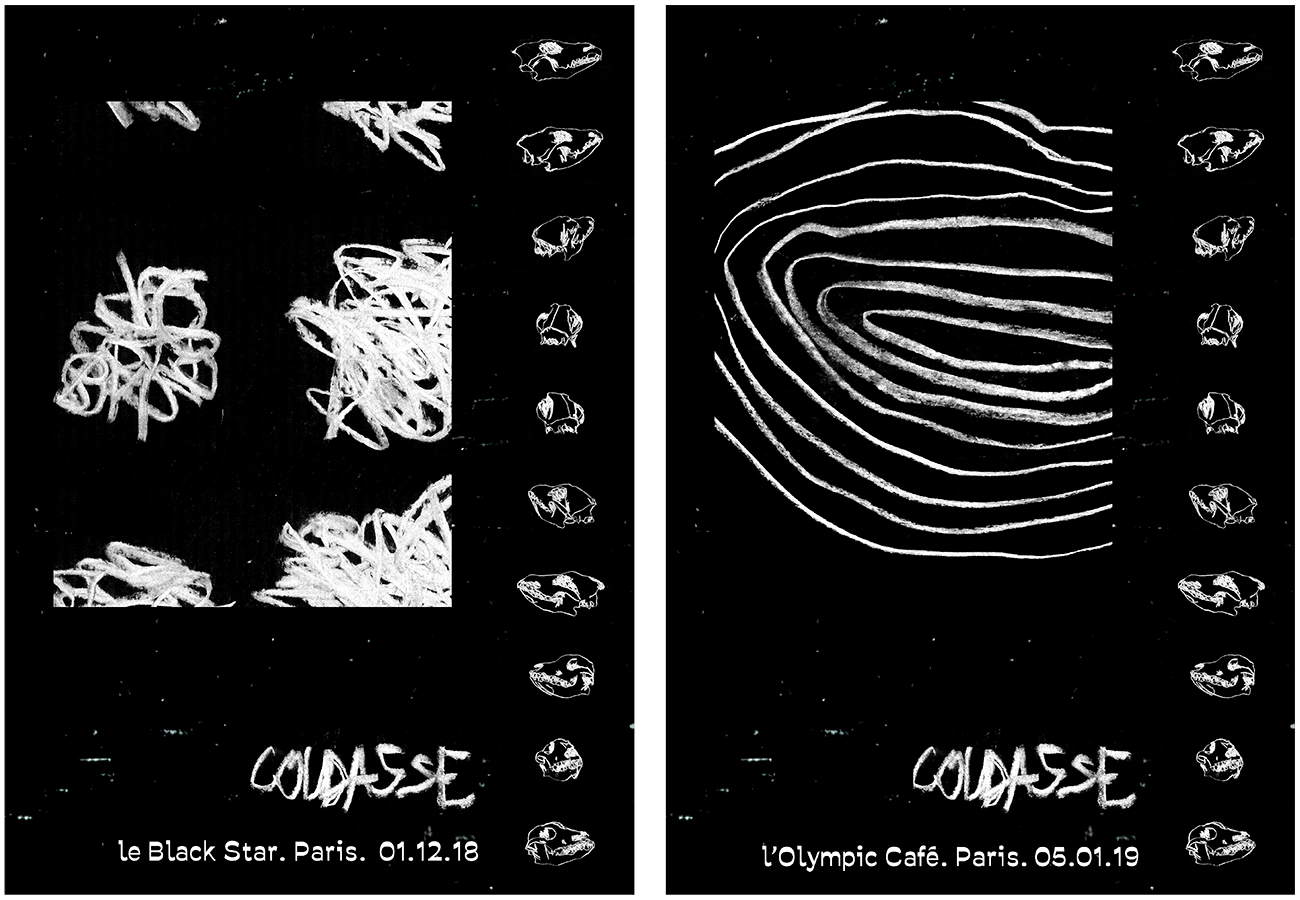 COUDASSE
le Black Star. Paris. 01.12.18
COUDASSE
l'Olympic Café. Paris. 05.01.19